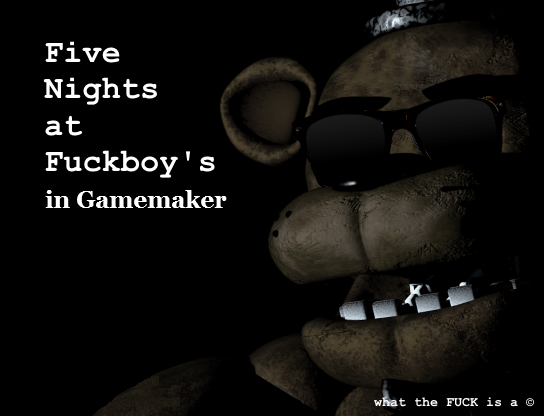 Five
Nights
at
Fuckboy's
in Gamemaker
what the FUCK is a ©